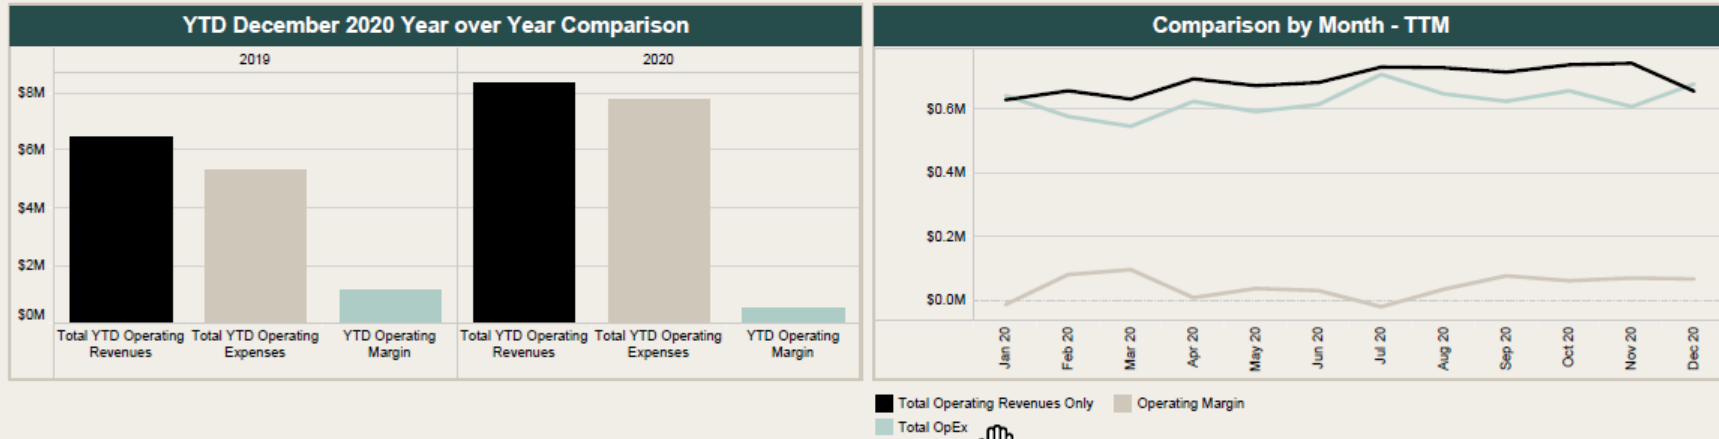 YTD December 2020 Year over Year Comparison
2019
2020
$8M
$6M
$4M
$2M
$0M
Total YTD Operating Revenues
Total YTD Operating Expenses
YTD Operating Margin
Total YTD Operating Revenues
Total YTD Operating Expenses
YTD Operating Margin
Comparison by Month - TTM
$0.6M
$0.4M
$0.2M
$0.0M
Jan 20
Feb 20
Mar 20
Apr 20
May 20
Jun 20
Jul 20
Aug 20
Sep 20
Oct 20
Nov 20
Dec 20
Total Operating Revenues Only
Operating Margin
Total OpEx